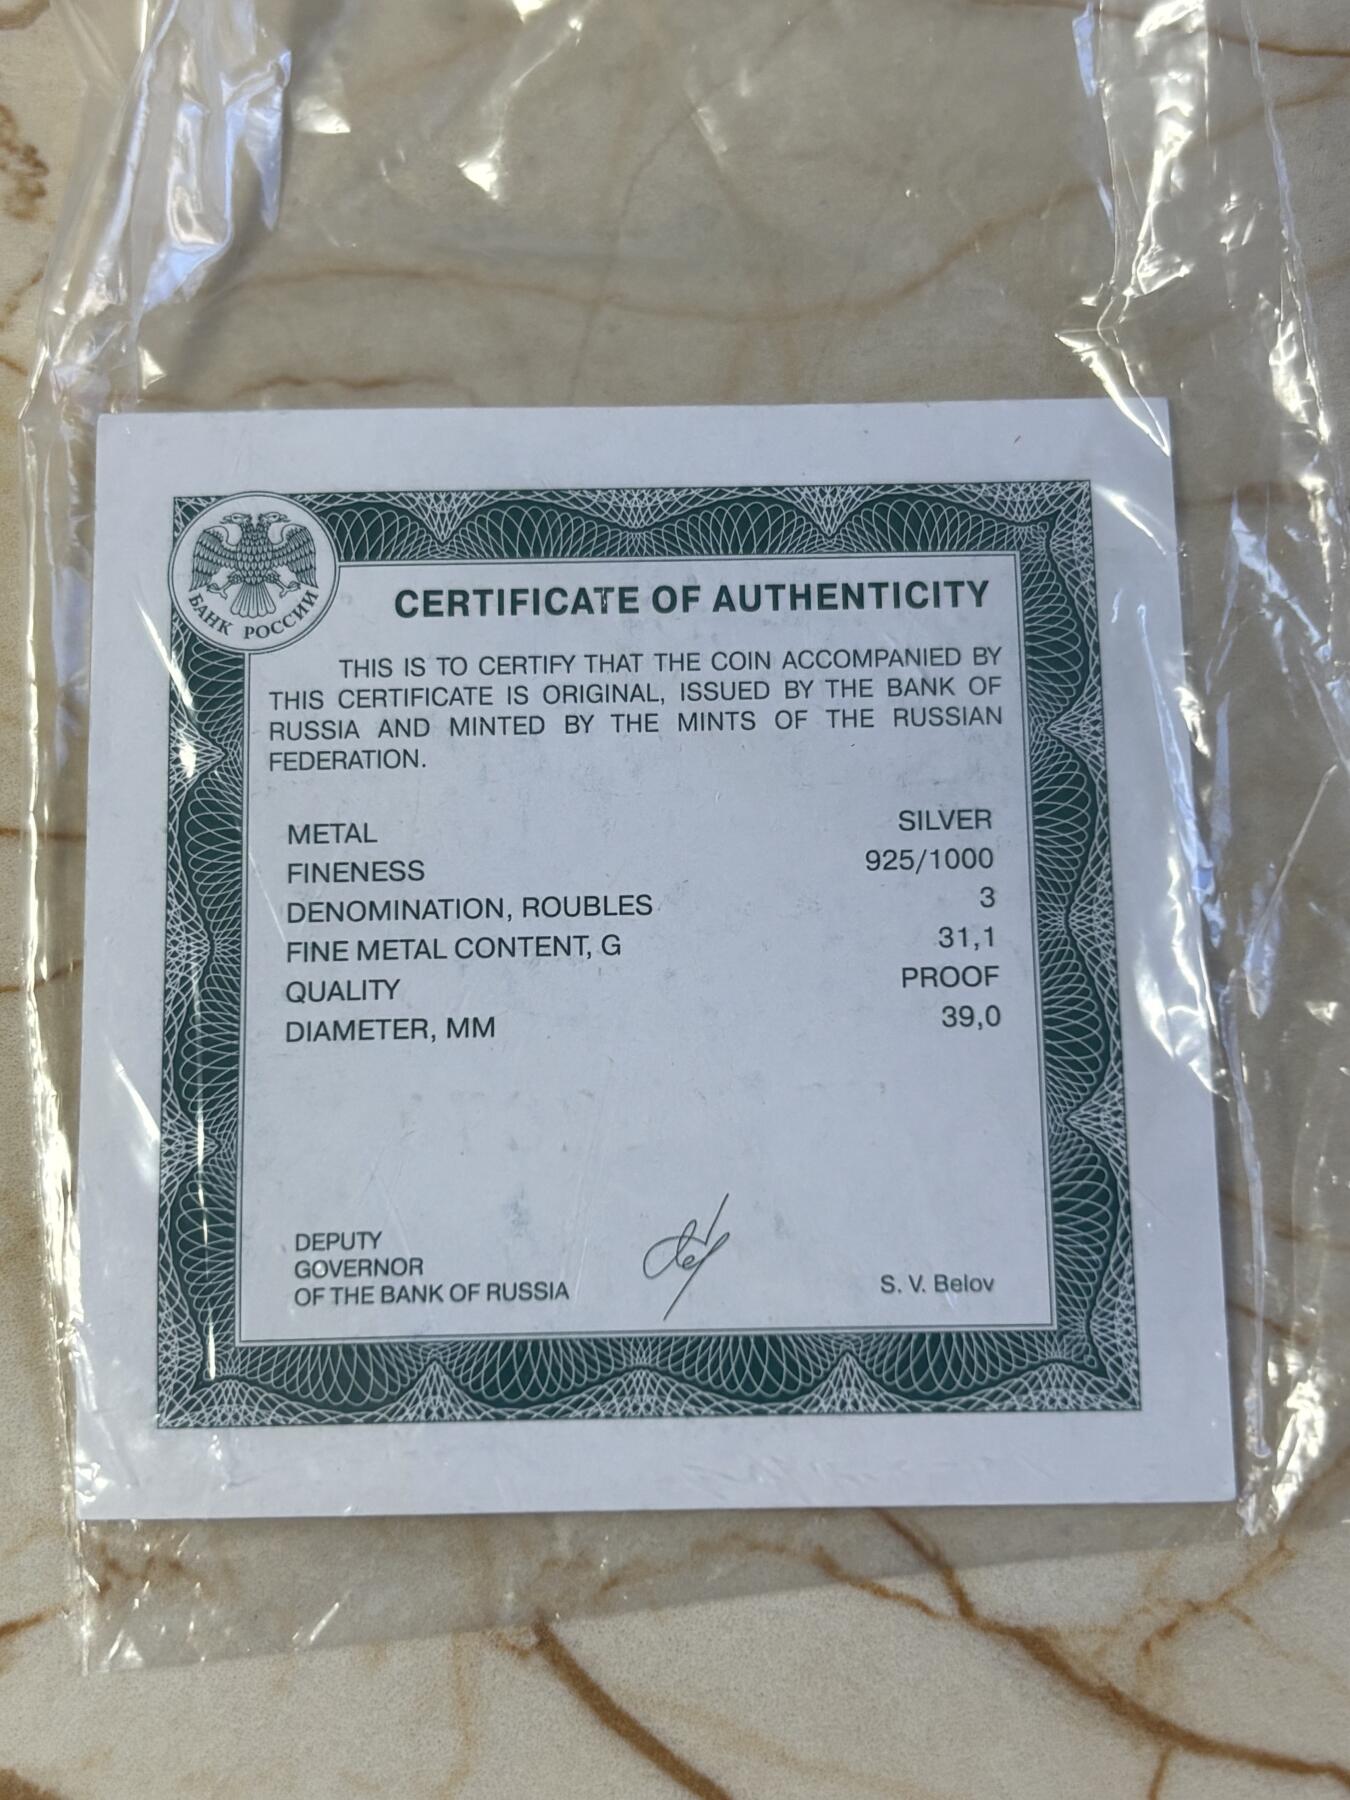 БАНК РОССИИ
CERTIFICATE OF AUTHENTICITY
THIS IS TO CERTIFY THAT THE COIN ACCOMPANIED BY
THIS CERTIFICATE IS ORIGINAL, ISSUED BY THE BANK OF
RUSSIA AND MINTED BY THE MINTS OF THE RUSSIAN
FEDERATION.
METAL SILVER
FINENESS 925/1000
DENOMINATION, ROUBLES 3
FINE METAL CONTENT, G 31,1
QUALITY PROOF
DIAMETER, MM 39,0
DEPUTY
GOVERNOR
OF THE BANK OF RUSSIA S. V. Belov